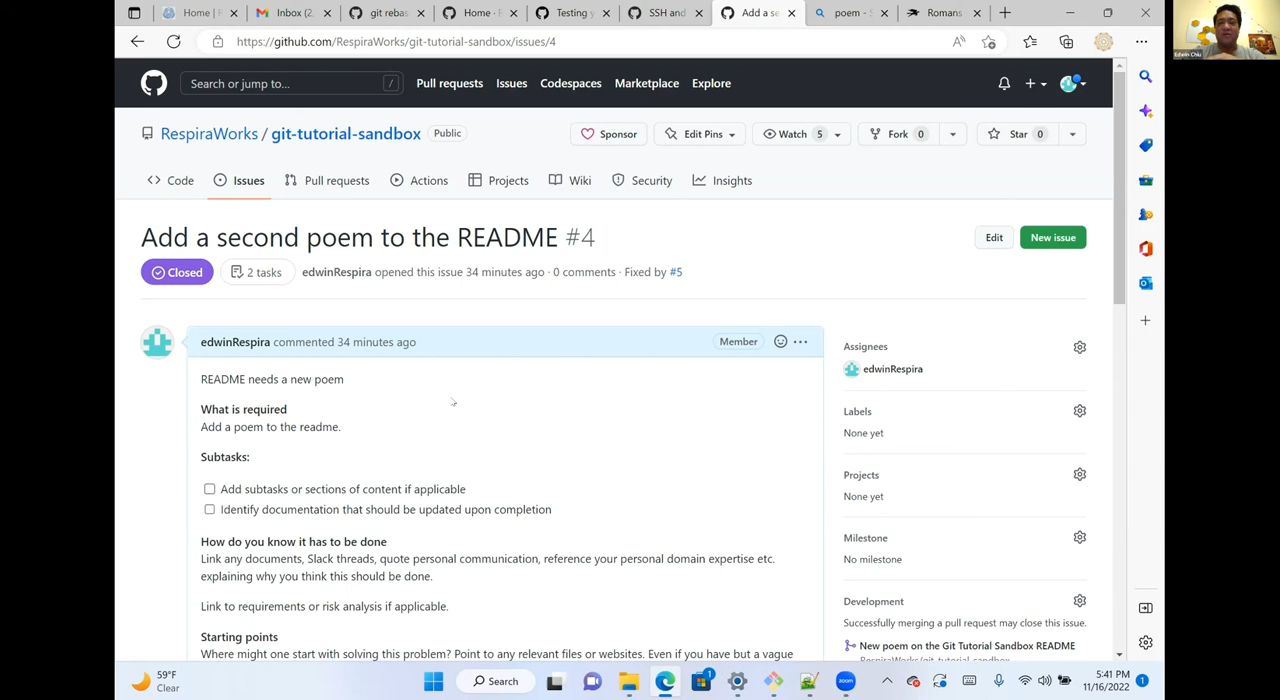 Home | R
Inbox (2,
git rebas
Home ·
Testing y
SSH and
Add a se
poem - S
Romans
https://github.com/RespiraWorks/git-tutorial-sandbox/issues/4
Edwin Chiu
Search or jump to...
/
Pull requests
Issues
Codespaces
Marketplace
Explore
RespiraWorks / git-tutorial-sandbox
Public
Sponsor
Edit Pins
Watch 5
Fork 0
Star 0
Code
Issues
Pull requests
Actions
Projects
Wiki
Security
Insights
Add a second poem to the README #4
Edit
New issue
Closed
2 tasks
edwinRespira opened this issue 34 minutes ago · 0 comments · Fixed by #5
edwinRespira commented 34 minutes ago
Member
README needs a new poem
What is required
Add a poem to the readme.
Subtasks:
Add subtasks or sections of content if applicable
Identify documentation that should be updated upon completion
How do you know it has to be done
Link any documents, Slack threads, quote personal communication, reference your personal domain expertise etc.
explaining why you think this should be done.
Link to requirements or risk analysis if applicable.
Starting points
Where might one start with solving this problem? Point to any relevant files or websites. Even if you have but a vague
Assignees
edwinRespira
Labels
None yet
Projects
None yet
Milestone
No milestone
Development
Successfully merging a pull request may close this issue.
New poem on the Git Tutorial Sandbox README
RespiraWorks/git-tutorial-sandbox
59°F
Clear
Search
1
5:41 PM
11/16/2022
1